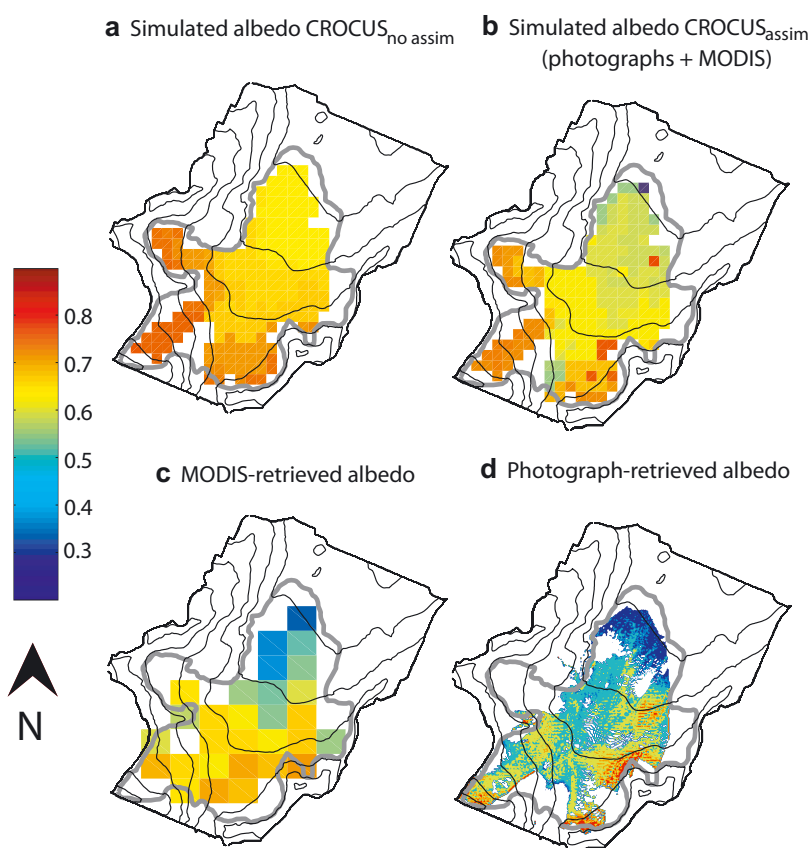 a Simulated albedo CROCUSno assim
b Simulated albedo CROCUSassim
(photographs + MODIS)
0.8
0.7
0.6
0.5
0.4
0.3
N
c MODIS-retrieved albedo
d Photograph-retrieved albedo